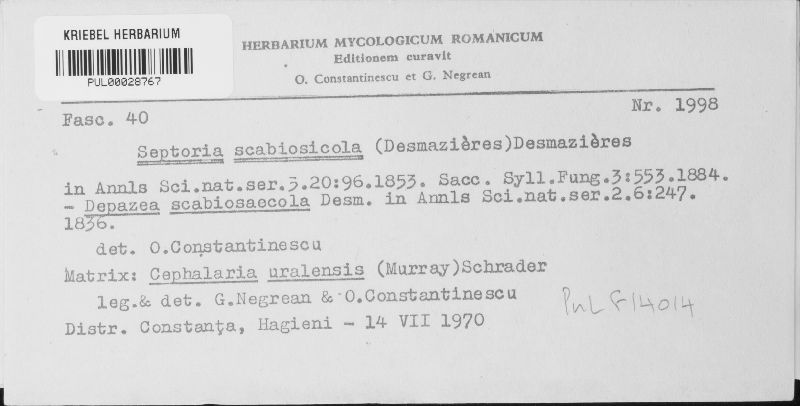 KRIEBEL HERBARIUM
PUL00028767
HERBARIUM MYCOLOGICUM ROMANICUM
Editionem curavit
O. Constantinescu et G. Negrean
Fasc. 40
Nr. 1998
Septoria scabiosicola (Desmazières)Desmazières
in Annls Sci.nat.ser.3.20:96.1853. Sacc. Syll.Fung.3:553.1884.
- Depazea scabiosaecola Desm. in Annls Sci.nat.ser.2.6:247.
1836.
det. O.Constantinescu
Matrix: Cephalaria uralensis (Murray)Schrader
leg.& det. G.Negrean & O.Constantinescu
Distr. Constanţa, Hagieni - 14 VII 1970
PUL F14014